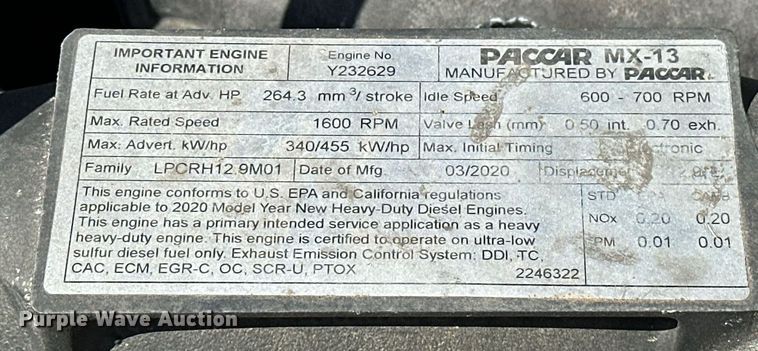 IMPORTANT ENGINE INFORMATION
Engine No. Y232629
PACCAR MX-13
MANUFACTURED BY PACCAR
Fuel Rate at Adv. HP 264.3 mm³/ stroke Idle Speed 600 - 700 RPM
Max. Rated Speed 1600 RPM Valve Lash (mm) 0.50 int. 0.70 exh.
Max. Advert. kW/hp 340/455 kW/hp Max. Initial Timing
Family LPCRH12.9M01 Date of Mfg. 03/2020 Displacement
This engine conforms to U.S. EPA and California regulations
applicable to 2020 Model Year New Heavy-Duty Diesel Engines.
This engine has a primary intended service application as a heavy
heavy-duty engine. This engine is certified to operate on ultra-low
sulfur diesel fuel only. Exhaust Emission Control System: DDI, TC,
CAC, ECM, EGR-C, OC, SCR-U, PTOX 2246322
STD
NOx 0.20 0.20
PM 0.01 0.01
Purple Wave Auction